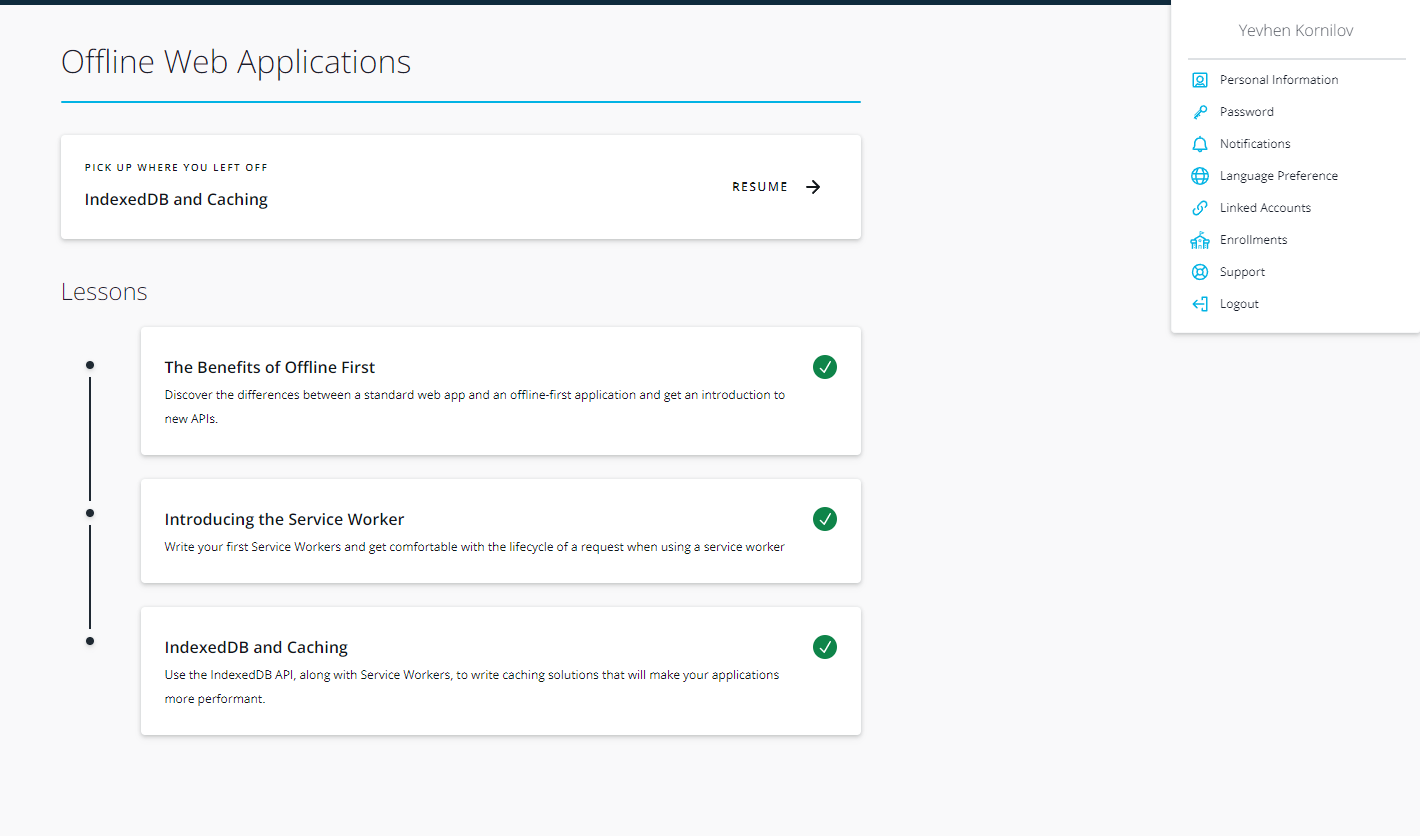 Offline Web Applications
PICK UP WHERE YOU LEFT OFF
IndexedDB and Caching
RESUME
Lessons
The Benefits of Offline First
Discover the differences between a standard web app and an offline-first application and get an introduction to
new APIs.
Introducing the Service Worker
Write your first Service Workers and get comfortable with the lifecycle of a request when using a service worker
IndexedDB and Caching
Use the IndexedDB API, along with Service Workers, to write caching solutions that will make your applications
more performant.
Yevhen Kornilov
Personal Information
Password
Notifications
Language Preference
Linked Accounts
Enrollments
Support
Logout